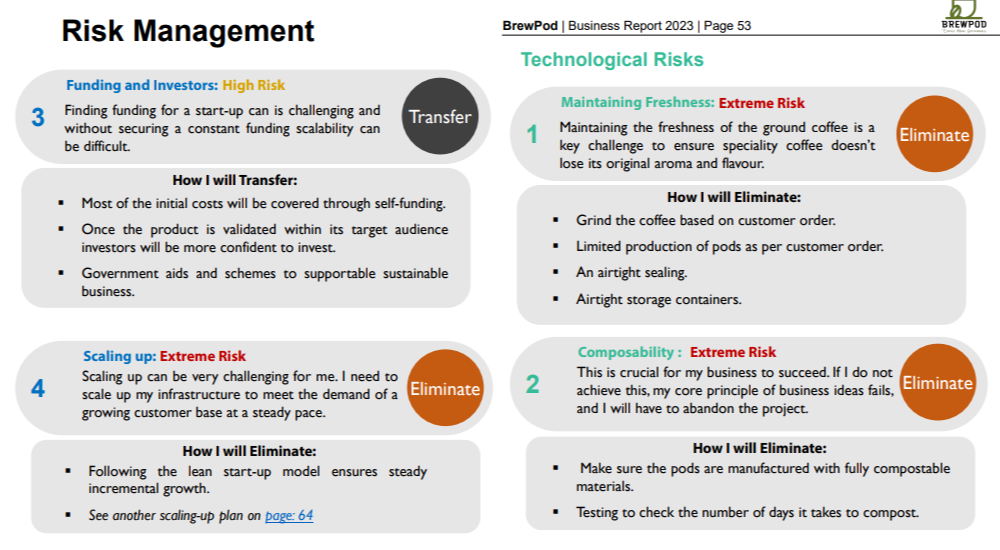 Risk Management
3
Funding and Investors: High Risk
Finding funding for a start-up can is challenging and
without securing a constant funding scalability can
be difficult.
Transfer
How I will Transfer:
▪ Most of the initial costs will be covered through self-funding.
▪ Once the product is validated within its target audience
investors will be more confident to invest.
▪ Government aids and schemes to supportable sustainable
business.
4
Scaling up: Extreme Risk
Scaling up can be very challenging for me. I need to
scale up my infrastructure to meet the demand of a
growing customer base at a steady pace.
Eliminate
How I will Eliminate:
▪ Following the lean start-up model ensures steady
incremental growth.
▪ See another scaling-up plan on page: 64
BrewPod | Business Report 2023 | Page 53
BREWPOD
Technological Risks
1
Maintaining Freshness: Extreme Risk
Maintaining the freshness of the ground coffee is a
key challenge to ensure speciality coffee doesn't
lose its original aroma and flavour.
Eliminate
How I will Eliminate:
▪ Grind the coffee based on customer order.
▪ Limited production of pods as per customer order.
▪ An airtight sealing.
▪ Airtight storage containers.
2
Composability : Extreme Risk
This is crucial for my business to succeed. If I do not
achieve this, my core principle of business ideas fails,
and I will have to abandon the project.
Eliminate
How I will Eliminate:
▪ Make sure the pods are manufactured with fully compostable
materials.
▪ Testing to check the number of days it takes to compost.